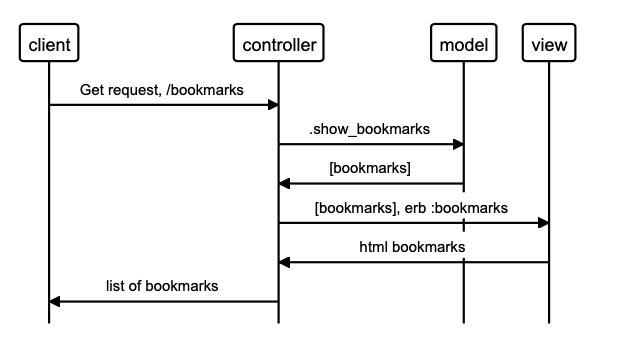 client
controller
model
view
Get request, /bookmarks
.show_bookmarks
[bookmarks]
[bookmarks], erb :bookmarks
html bookmarks
list of bookmarks